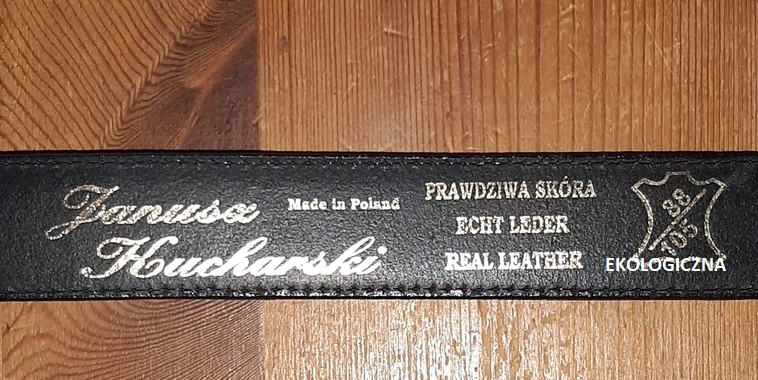 Janusz
Kucharski
Made in Poland
PRAWDZIWA SKÓRA
ECHT LEDER
REAL LEATHER
38
105
EKOLOGICZNA